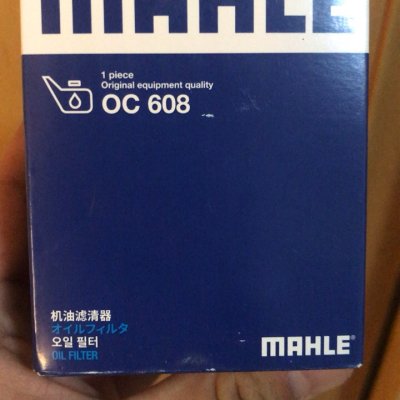 MAHLE
1 piece
Original equipment quality
OC 608
机油滤清器
オイルフィルタ
오일 필터
OIL FILTER
MAHLE